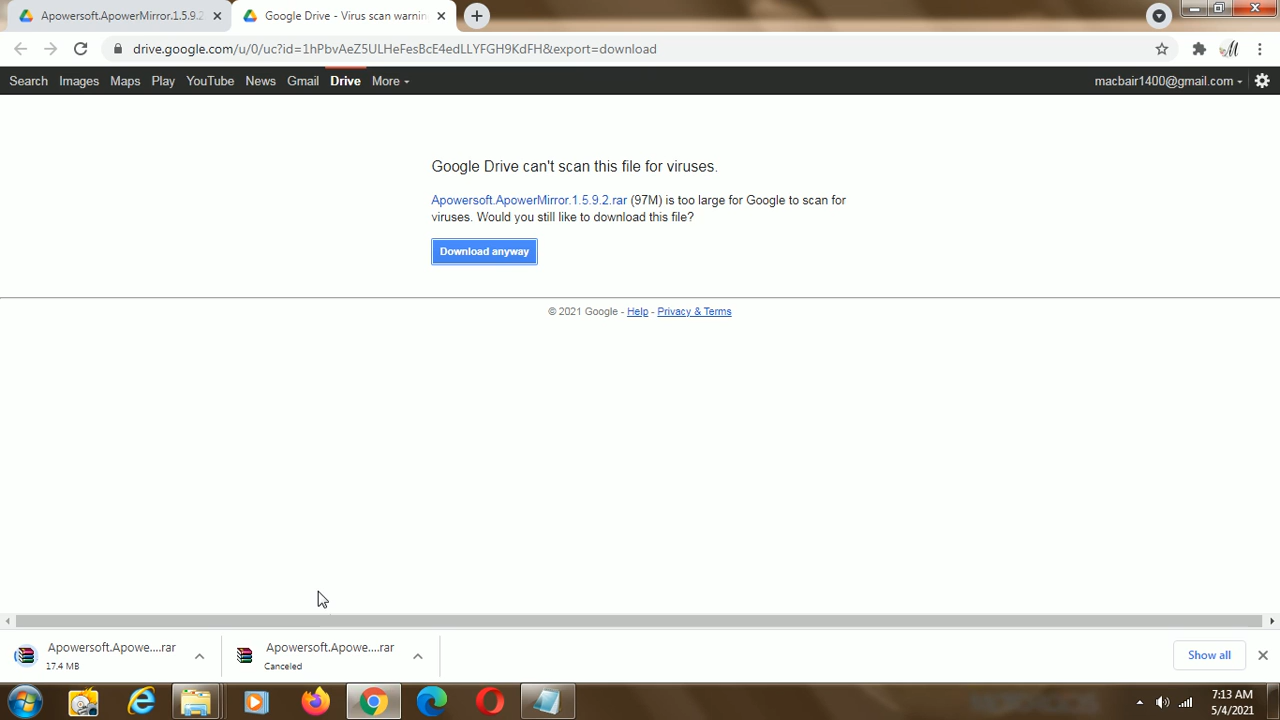 Apowersoft.ApowerMirror.1.5.9.2
Google Drive - Virus scan warnin
drive.google.com/u/0/uc?id=1hPbvAeZ5ULHeFesBcE4edLLYFGH9KdFH&export=download
Search Images Maps Play YouTube News Gmail Drive More
macbair1400@gmail.com
Google Drive can't scan this file for viruses.
Apowersoft.ApowerMirror.1.5.9.2.rar (97M) is too large for Google to scan for
viruses. Would you still like to download this file?
Download anyway
© 2021 Google - Help - Privacy & Terms
Apowersoft.Apowe....rar
17.4 MB
Apowersoft.Apowe....rar
Canceled
Show all
7:13 AM
5/4/2021